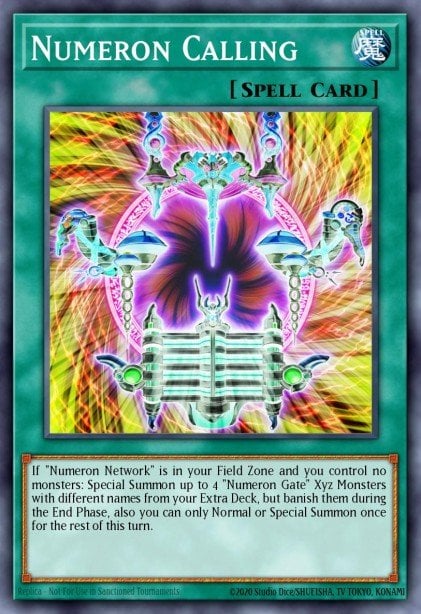 NUMERON CALLING
SPELL
魔
[SPELL CARD]
If "Numeron Network" is in your Field Zone and you control no
monsters: Special Summon up to 4 "Numeron Gate" Xyz Monsters
with different names from your Extra Deck, but banish them during
the End Phase, also you can only Normal or Special Summon once
for the rest of this turn.
Replica - Not For Use in Sanctioned Tournaments
©2020 Studio Dice/SHUEISHA, TV TOKYO, KONAMI